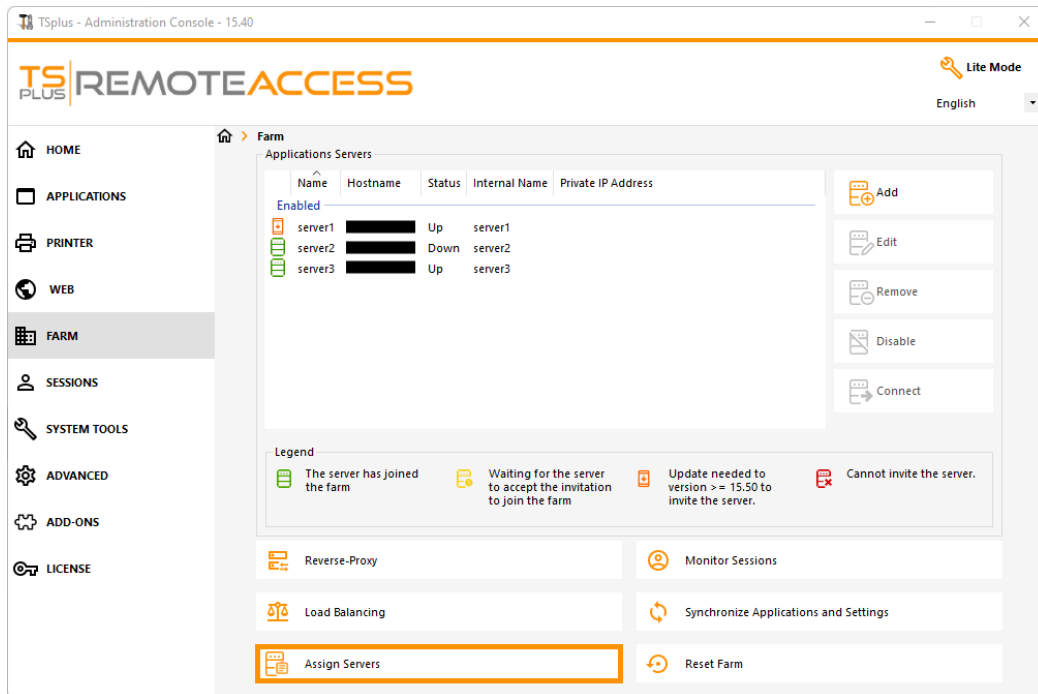 TSplus - Administration Console - 15.40
TS PLUS REMOTEACCESS
Lite Mode
English
HOME
APPLICATIONS
PRINTER
WEB
FARM
SESSIONS
SYSTEM TOOLS
ADVANCED
ADD-ONS
LICENSE
Farm
Applications Servers
Name Hostname Status Internal Name Private IP Address
Enabled
server1 Up server1
server2 Down server2
server3 Up server3
Add
Edit
Remove
Disable
Connect
Legend
The server has joined
the farm
Waiting for the server
to accept the invitation
to join the farm
Update needed to
version >= 15.50 to
invite the server.
Cannot invite the server.
Reverse-Proxy
Monitor Sessions
Load Balancing
Synchronize Applications and Settings
Assign Servers
Reset Farm